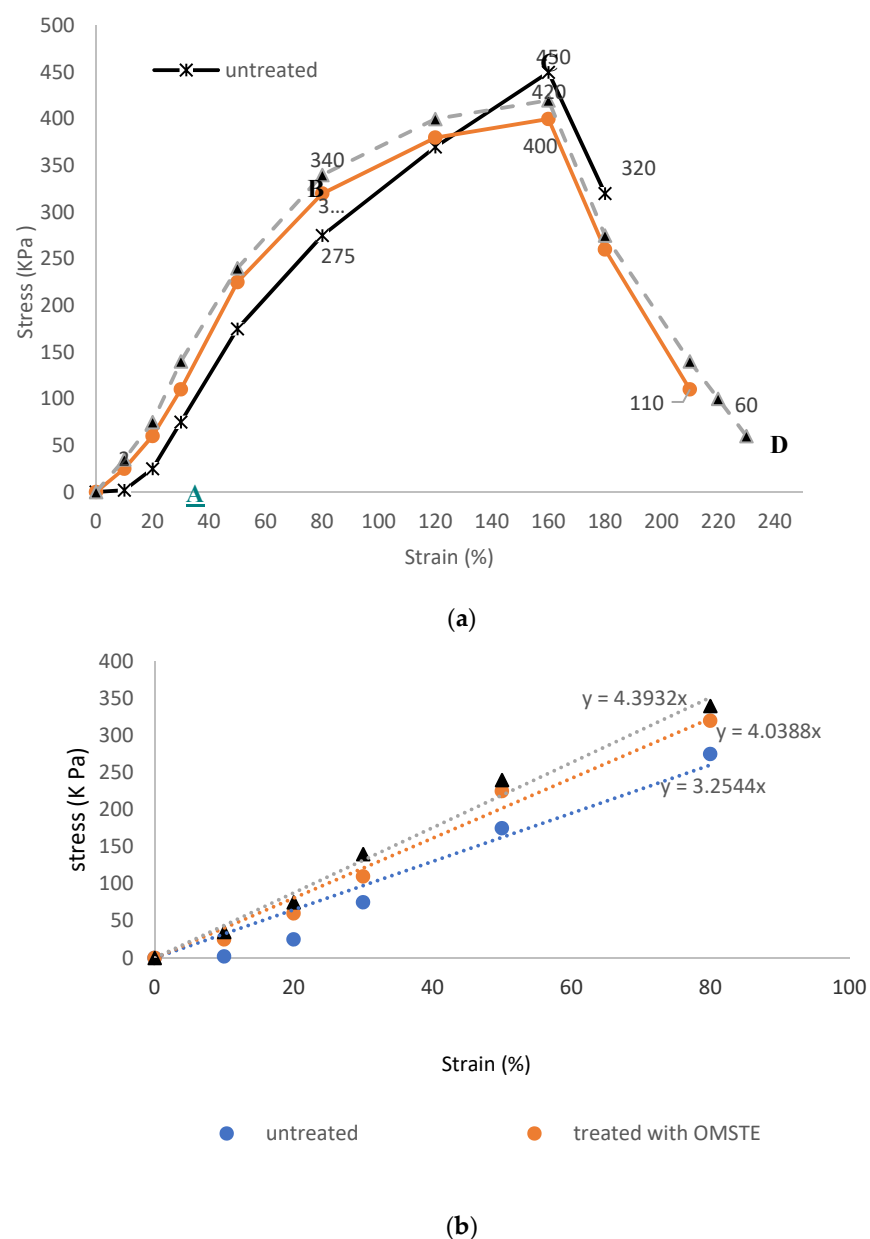 500
450
400
350
300
250
200
150
100
50
0
Stress (KPa )
untreated
450
C
420
400
340
B
3...
275
320
110
60
D
2
A
0 20 40 60 80 100 120 140 160 180 200 220 240
Strain (%)
(a)
400
350
300
250
200
150
100
50
0
stress (K Pa)
y = 4.3932x
y = 4.0388x
y = 3.2544x
0 20 40 60 80 100
Strain (%)
untreated treated with OMSTE
(b)